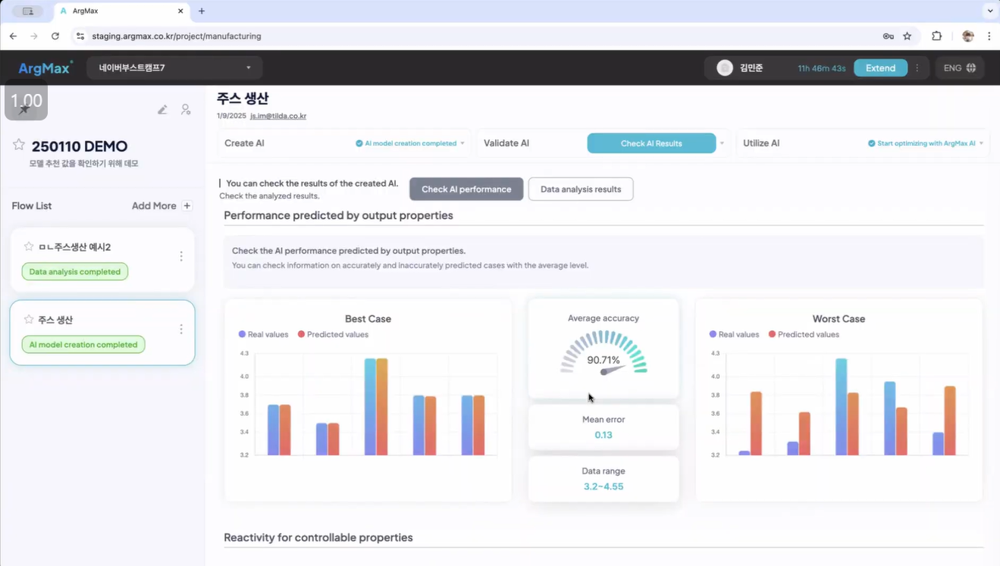 ArgMax
staging.argmax.co.kr/project/manufacturing
ArgMax
네이버부스트캠프7
김민준
11h 46m 43s
Extend
ENG
1.00
250110 DEMO
모델 추천 값을 확인하기 위해 데모
Flow List
Add More +
ㅁㄴ주스생산 예시2
Data analysis completed
주스 생산
AI model creation completed
주스 생산
1/9/2025 js.im@tilda.co.kr
Create AI
AI model creation completed
Validate AI
Check AI Results
Utilize AI
Start optimizing with ArgMax AI
You can check the results of the created AI.
Check the analyzed results.
Check AI performance
Data analysis results
Performance predicted by output properties
Check the AI performance predicted by output properties.
You can check information on accurately and inaccurately predicted cases with the average level.
Best Case
Real values
Predicted values
4.3
4.0
3.8
3.6
3.4
3.2
Average accuracy
90.71%
Mean error
0.13
Data range
3.2~4.55
Worst Case
Real values
Predicted values
4.3
4.0
3.8
3.6
3.4
3.2
Reactivity for controllable properties